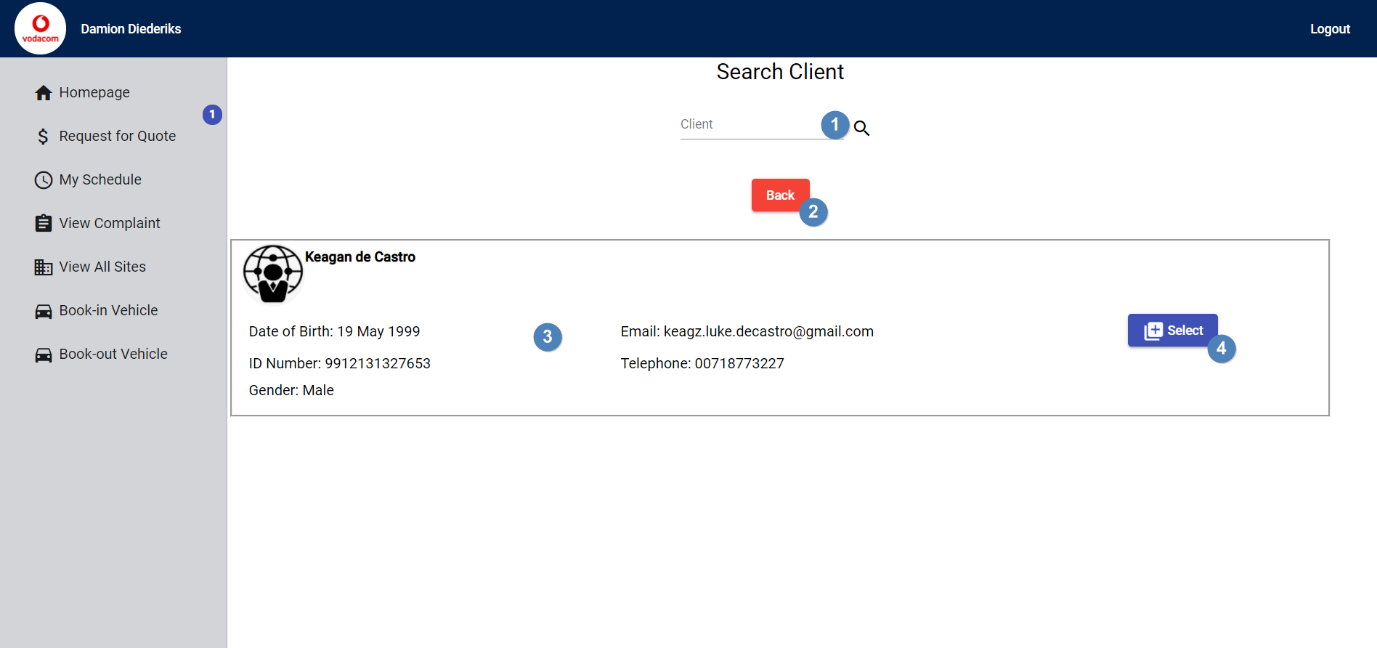 vodacom
Damion Diederiks
Logout
Homepage
1
Request for Quote
My Schedule
View Complaint
View All Sites
Book-in Vehicle
Book-out Vehicle
Search Client
Client
1
Back
2
Keagan de Castro
Date of Birth: 19 May 1999
3
Email: keagz.luke.decastro@gmail.com
Select
4
ID Number: 9912131327653
Telephone: 00718773227
Gender: Male